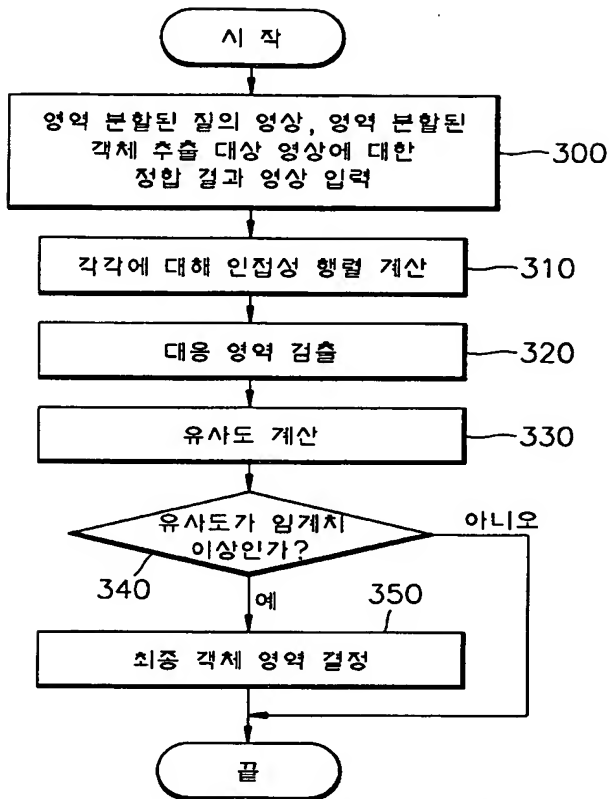 시 작
영역 분할된 질의 영상, 영역 분할된
객체 추출 대상 영상에 대한
정합 결과 영상 입력
300
각각에 대해 인접성 행렬 계산
310
대응 영역 검출
320
유사도 계산
330
유사도가 임계치
이상인가?
아니오
340
예
350
최종 객체 영역 결정
끝